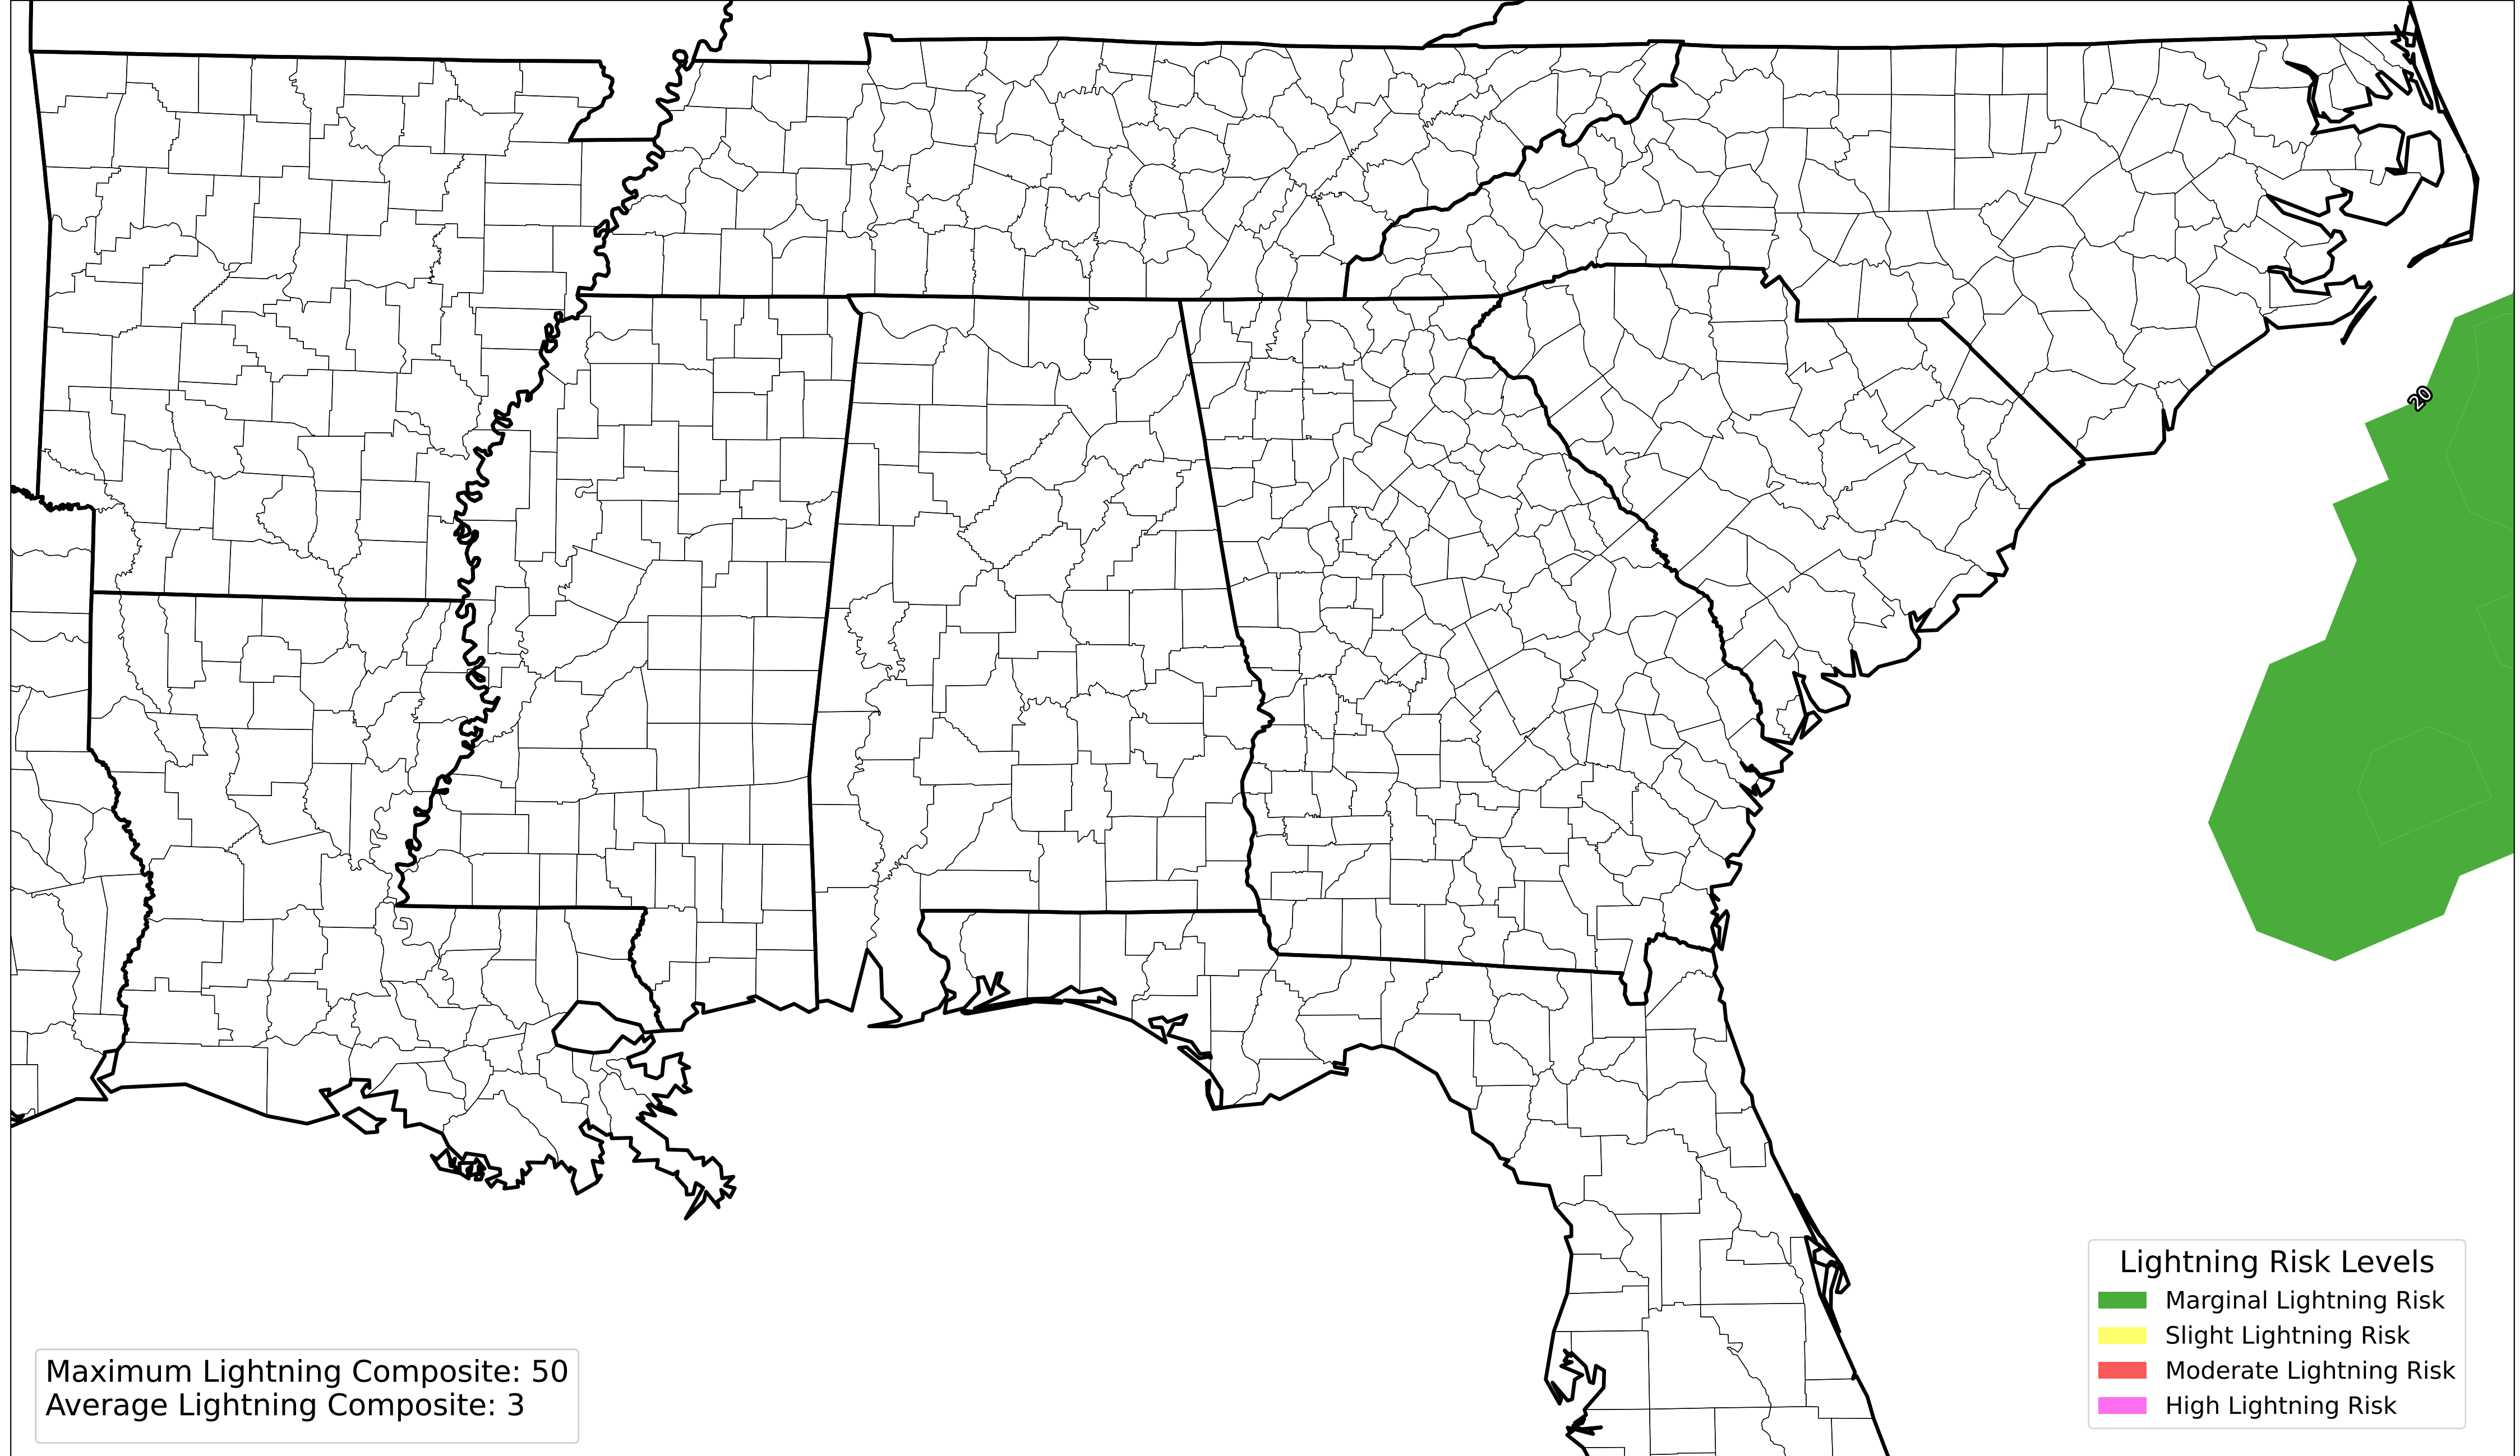 20
Lightning Risk Levels
Marginal Lightning Risk
Slight Lightning Risk
Moderate Lightning Risk
High Lightning Risk
Maximum Lightning Composite: 50
Average Lightning Composite: 3